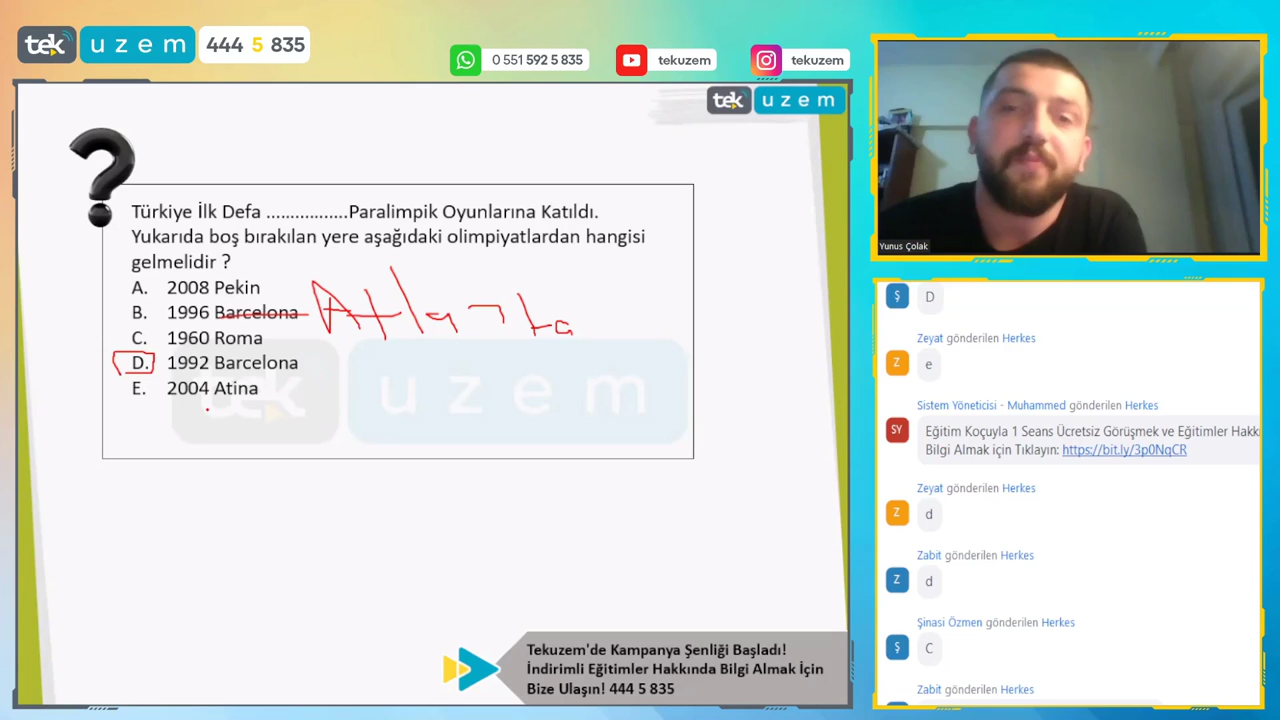 tek uzem 444 5 835
0 551 592 5 835
tekuzem
tekuzem
tek uzem
Türkiye İlk Defa .................Paralimpik Oyunlarına Katıldı.
Yukarıda boş bırakılan yere aşağıdaki olimpiyatlardan hangisi
gelmelidir ?
A. 2008 Pekin
B. 1996 Barcelona Atlanta
C. 1960 Roma
D. 1992 Barcelona
E. 2004 Atina
tek uzem
Tekuzem'de Kampanya Şenliği Başladı!
İndirimli Eğitimler Hakkında Bilgi Almak İçin
Bize Ulaşın! 444 5 835
Yunus Çolak
Ş D
Zeyat gönderilen Herkes
Z e
Sistem Yöneticisi - Muhammed gönderilen Herkes
SY Eğitim Koçuyla 1 Seans Ücretsiz Görüşmek ve Eğitimler Hakk
Bilgi Almak için Tıklayın: https://bit.ly/3p0NqCR
Zeyat gönderilen Herkes
Z d
Zabit gönderilen Herkes
Z d
Şinasi Özmen gönderilen Herkes
Ş C
Zabit gönderilen Herkes